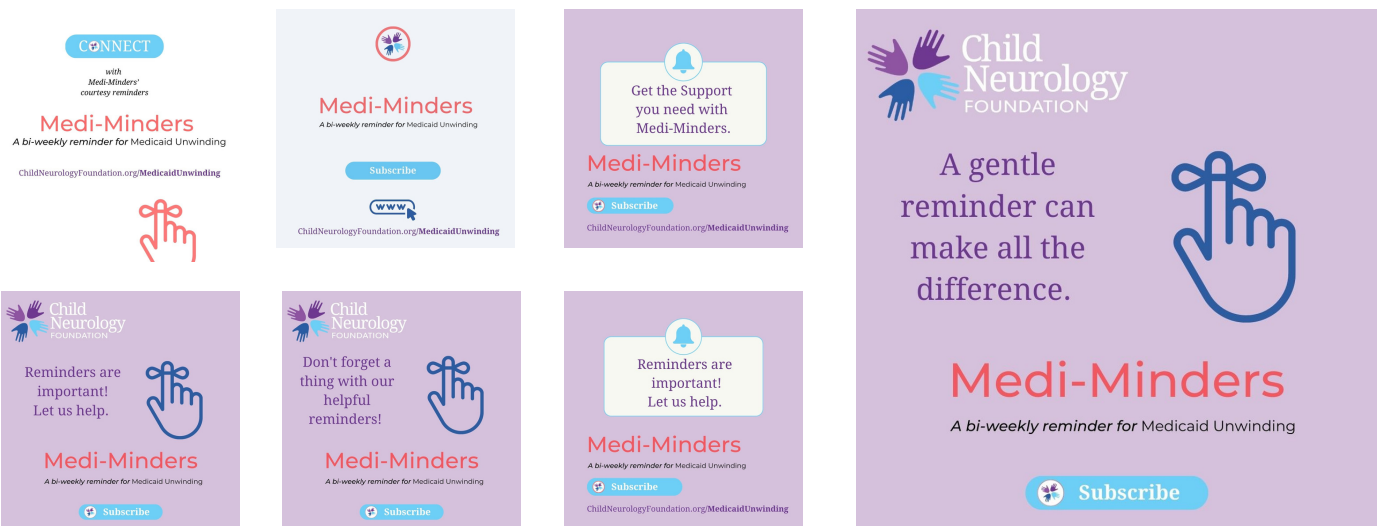 CONNECT
with
Medi-Minders'
courtesy reminders
Medi-Minders
A bi-weekly reminder for Medicaid Unwinding
ChildNeurologyFoundation.org/MedicaidUnwinding
Medi-Minders
A bi-weekly reminder for Medicaid Unwinding
Subscribe
www
ChildNeurologyFoundation.org/MedicaidUnwinding
Get the Support
you need with
Medi-Minders.
Medi-Minders
A bi-weekly reminder for Medicaid Unwinding
Subscribe
ChildNeurologyFoundation.org/MedicaidUnwinding
Child
Neurology
FOUNDATION
A gentle
reminder can
make all the
difference.
Medi-Minders
A bi-weekly reminder for Medicaid Unwinding
Subscribe
Child
Neurology
FOUNDATION
Reminders are
important!
Let us help.
Medi-Minders
A bi-weekly reminder for Medicaid Unwinding
Subscribe
Child
Neurology
FOUNDATION
Don't forget a
thing with our
helpful
reminders!
Medi-Minders
A bi-weekly reminder for Medicaid Unwinding
Subscribe
Reminders are
important!
Let us help.
Medi-Minders
A bi-weekly reminder for Medicaid Unwinding
Subscribe
ChildNeurologyFoundation.org/MedicaidUnwinding